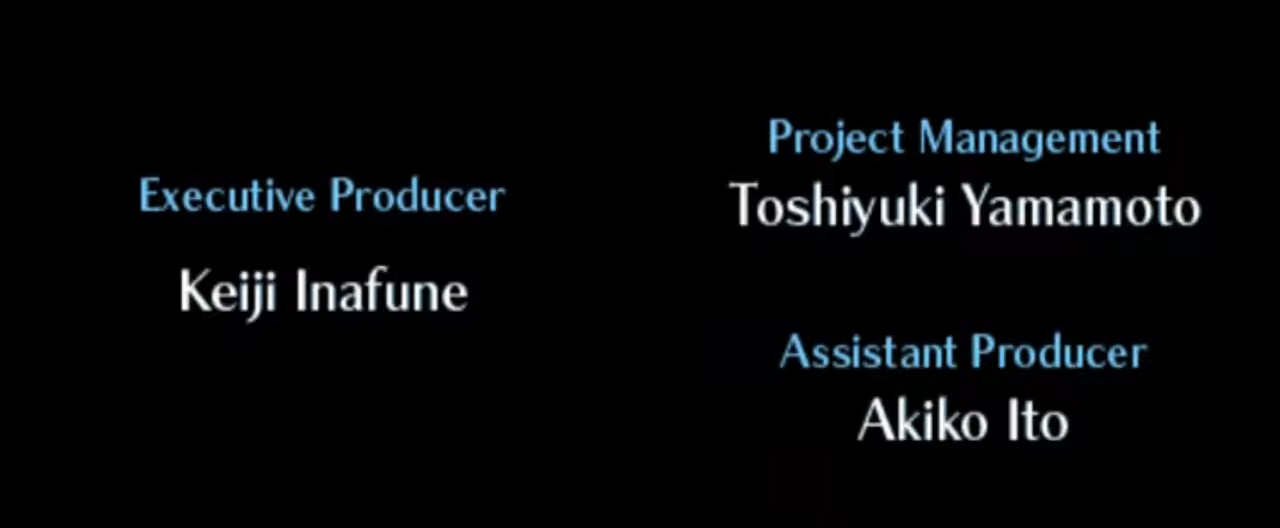 Executive Producer
Keiji Inafune
Project Management
Toshiyuki Yamamoto
Assistant Producer
Akiko Ito